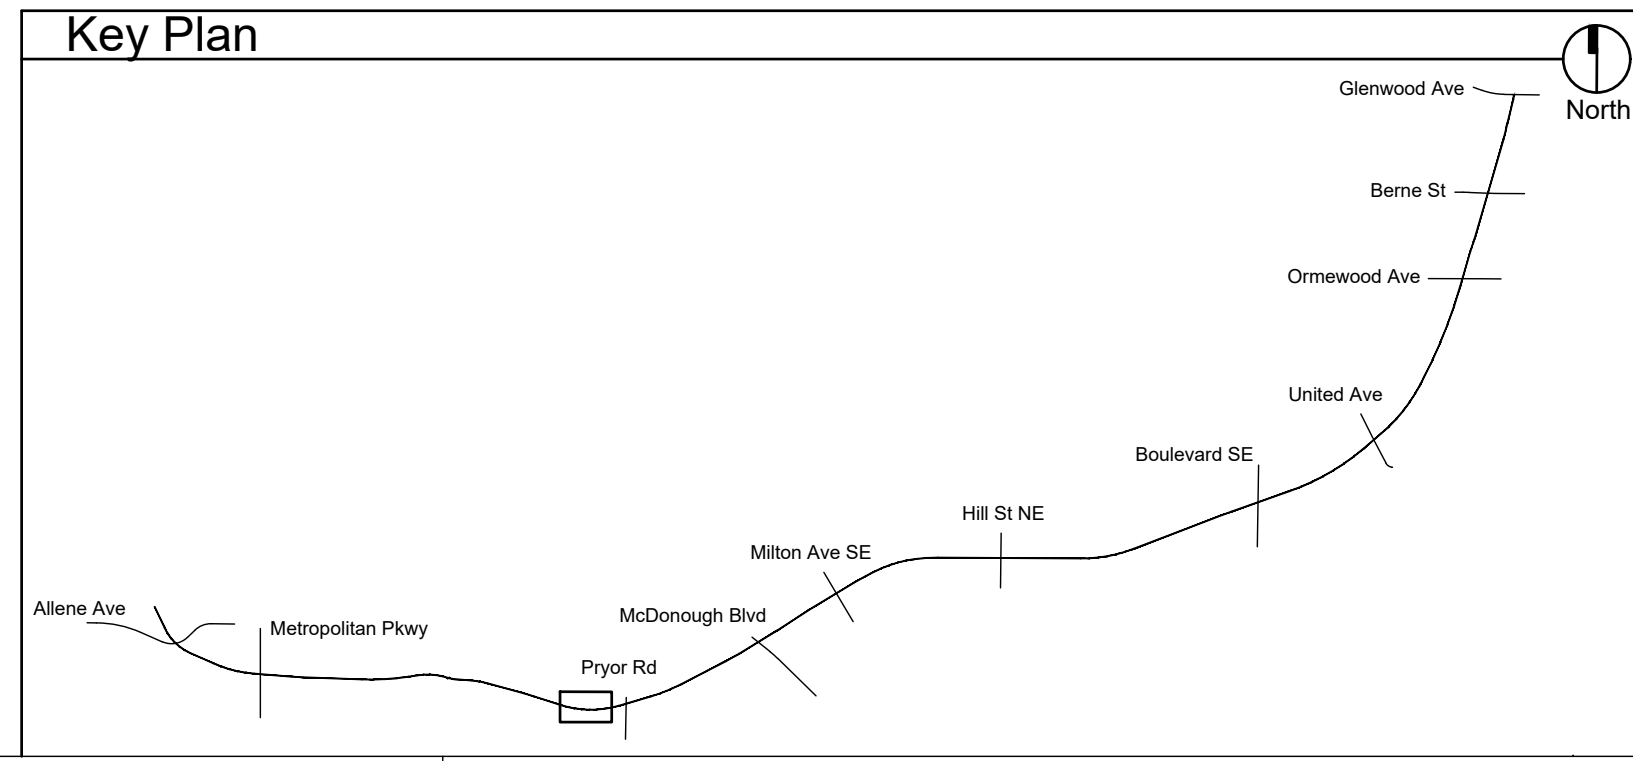 Key Plan
Glenwood Ave
North
Berne St
Ormewood Ave
United Ave
Boulevard SE
Hill St NE
Milton Ave SE
Allene Ave
McDonough Blvd
Metropolitan Pkwy
Pryor Rd